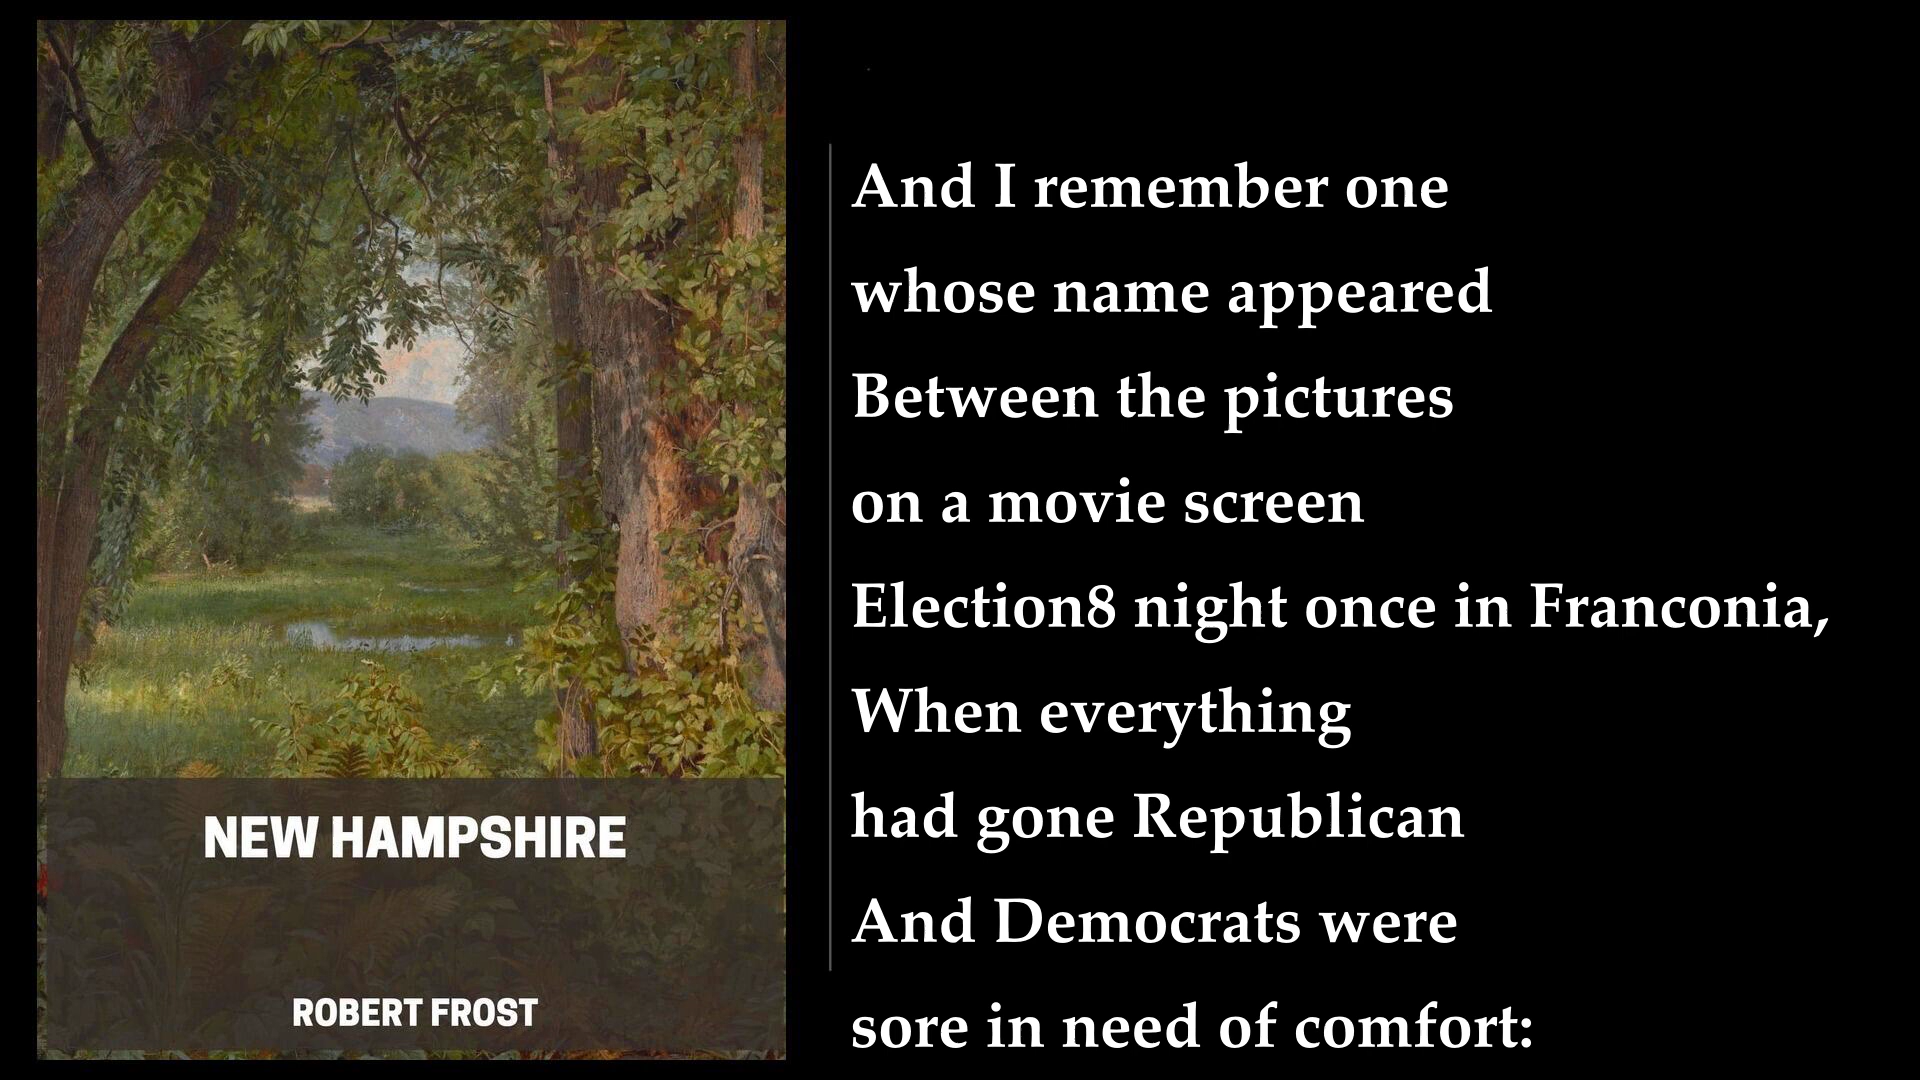 NEW HAMPSHIRE
ROBERT FROST
And I remember one
whose name appeared
Between the pictures
on a movie screen
Election8 night once in Franconia,
When everything
had gone Republican
And Democrats were
sore in need of comfort: